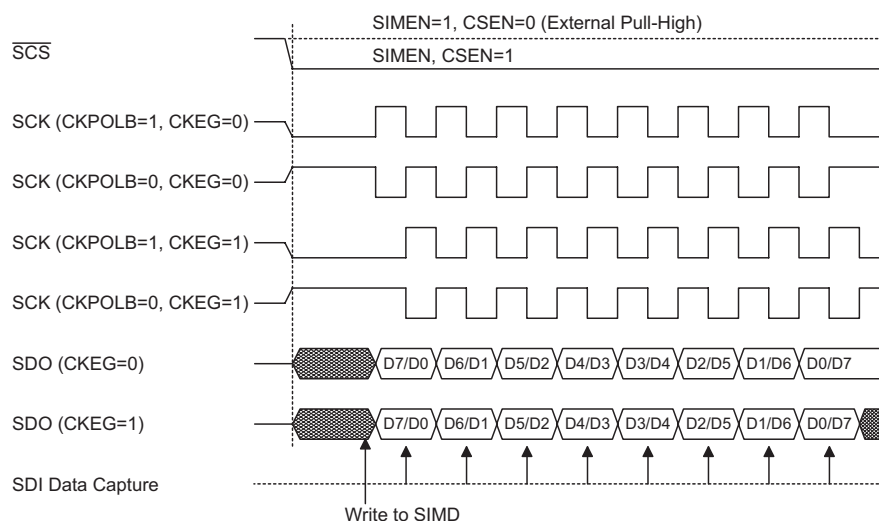 SIMEN=1, CSEN=0 (External Pull-High)
SCS
SIMEN, CSEN=1
SCK (CKPOLB=1, CKEG=0)
SCK (CKPOLB=0, CKEG=0)
SCK (CKPOLB=1, CKEG=1)
SCK (CKPOLB=0, CKEG=1)
SDO (CKEG=0) D7/D0 D6/D1 D5/D2 D4/D3 D3/D4 D2/D5 D1/D6 D0/D7
SDO (CKEG=1) D7/D0 D6/D1 D5/D2 D4/D3 D3/D4 D2/D5 D1/D6 D0/D7
SDI Data Capture
Write to SIMD